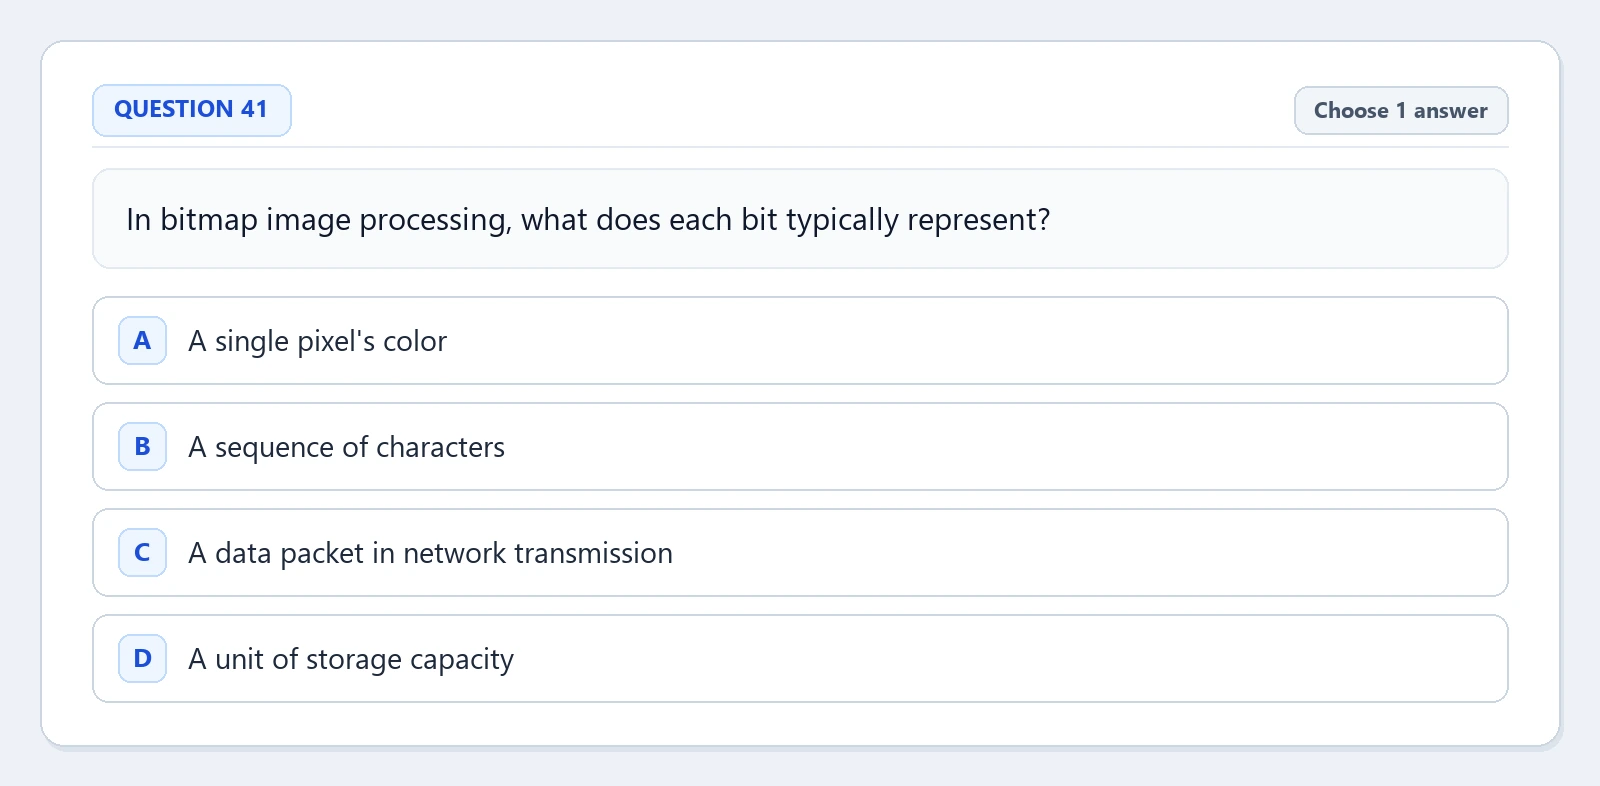 QUESTION 41
Choose 1 answer
In bitmap image processing, what does each bit typically represent?
A A single pixel's color
B A sequence of characters
C A data packet in network transmission
D A unit of storage capacity